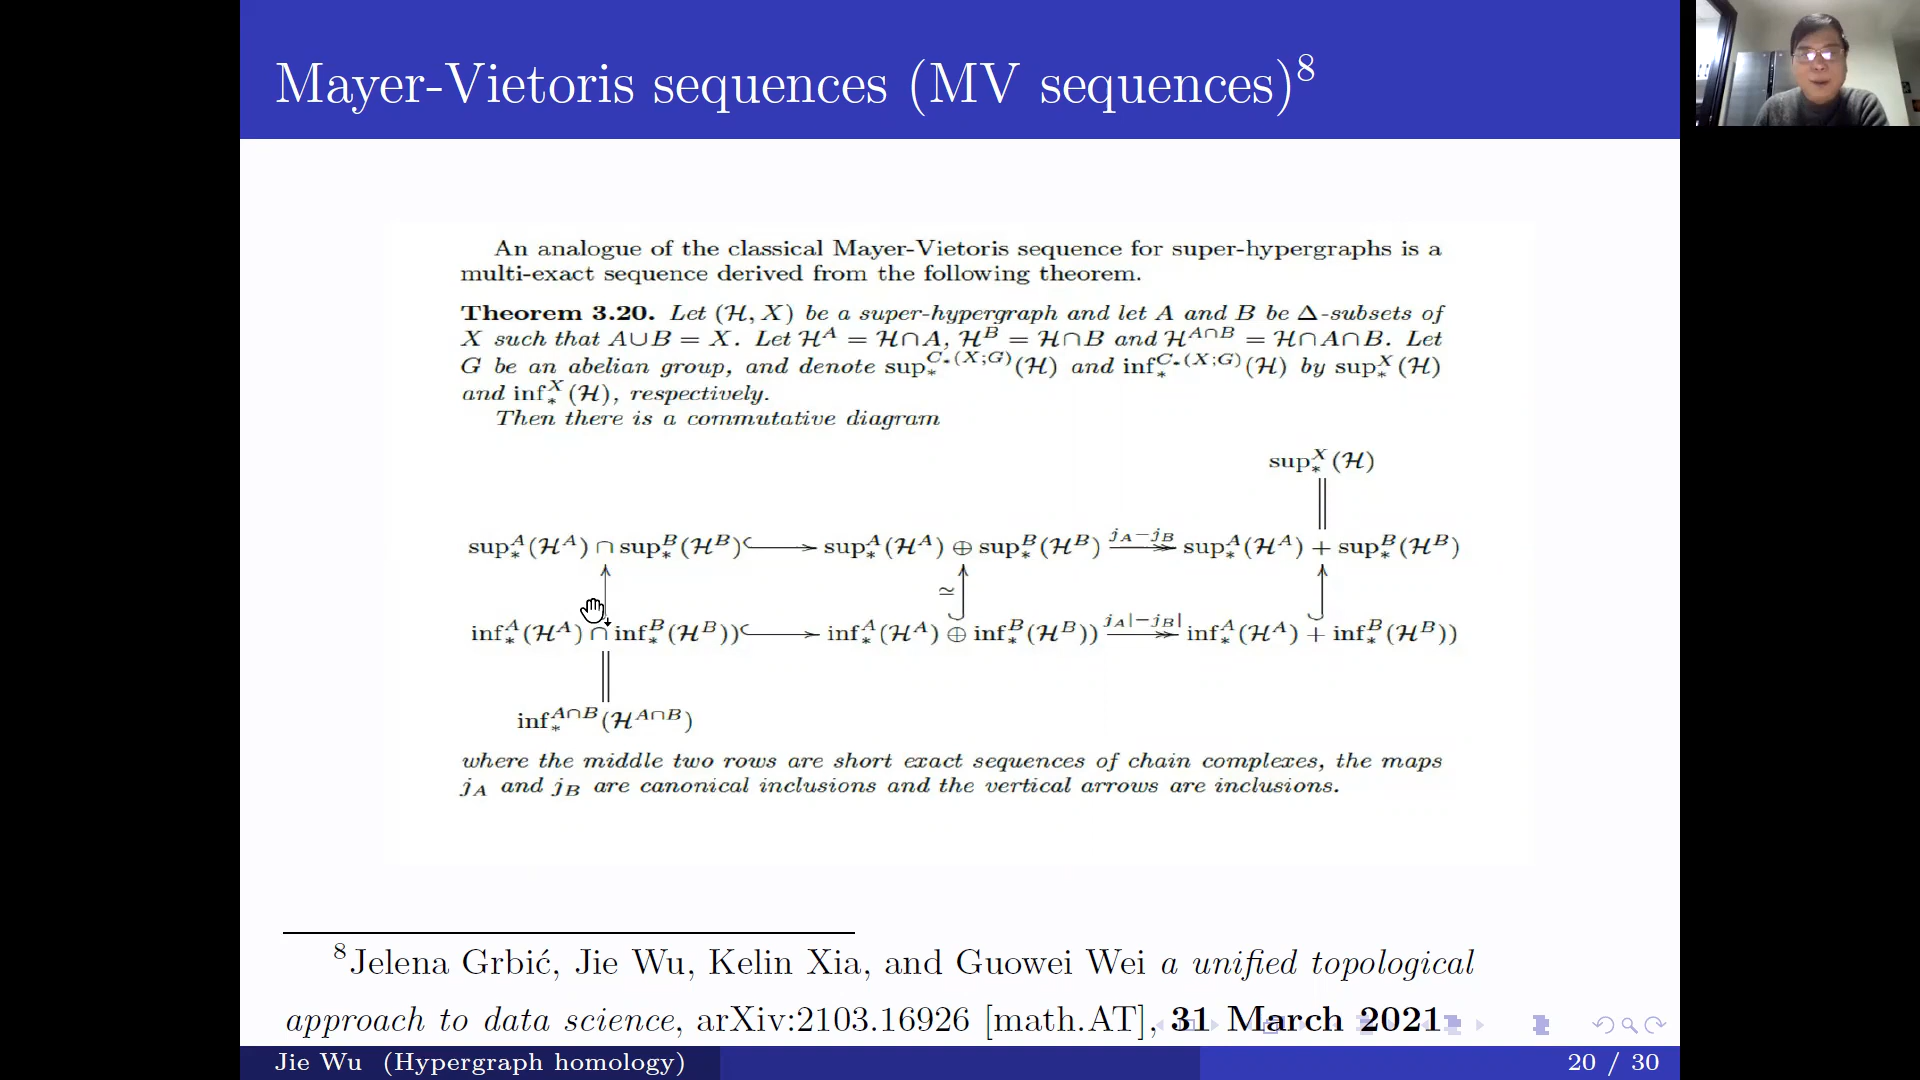 Mayer-Vietoris sequences (MV sequences)⁸
An analogue of the classical Mayer-Vietoris sequence for super-hypergraphs is a
multi-exact sequence derived from the following theorem.
Theorem 3.20. Let (ℋ, X) be a super-hypergraph and let A and B be Δ-subsets of
X such that A∪B = X. Let ℋ^A = ℋ∩A, ℋ^B = ℋ∩B and ℋ^{A∩B} = ℋ∩A∩B. Let
G be an abelian group, and denote sup_*^{C_*(X;G)}(ℋ) and inf_*^{C_*(X;G)}(ℋ) by sup_*^X(ℋ)
and inf_*^X(ℋ), respectively.
Then there is a commutative diagram
sup_*^X(ℋ)
sup_*^A(ℋ^A) ∩ sup_*^B(ℋ^B) ↪ sup_*^A(ℋ^A) ⊕ sup_*^B(ℋ^B) j_A−j_B ↠ sup_*^A(ℋ^A) + sup_*^B(ℋ^B)
≃
inf_*^A(ℋ^A) ∩ inf_*^B(ℋ^B)) ↪ inf_*^A(ℋ^A) ⊕ inf_*^B(ℋ^B)) j_A|−j_B| ↠ inf_*^A(ℋ^A) + inf_*^B(ℋ^B))
inf_*^{A∩B}(ℋ^{A∩B})
where the middle two rows are short exact sequences of chain complexes, the maps
j_A and j_B are canonical inclusions and the vertical arrows are inclusions.
⁸Jelena Grbić, Jie Wu, Kelin Xia, and Guowei Wei a unified topological
approach to data science, arXiv:2103.16926 [math.AT], 31 March 2021
Jie Wu (Hypergraph homology) 20 / 30